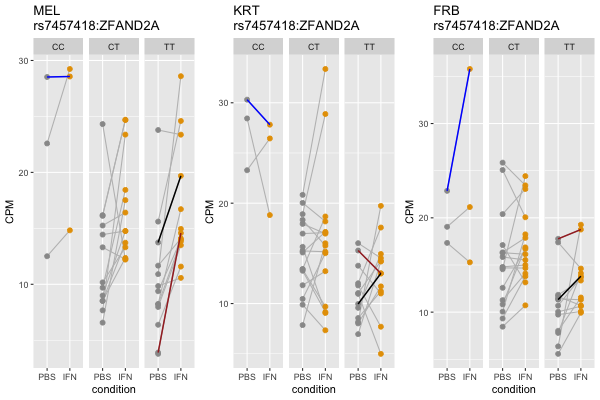 MEL
rs7457418:ZFAND2A
CC CT TT
30
20
10
CPM
PBS IFN PBS IFN PBS IFN
condition
KRT
rs7457418:ZFAND2A
CC CT TT
30
20
10
CPM
PBS IFN PBS IFN PBS IFN
condition
FRB
rs7457418:ZFAND2A
CC CT TT
30
20
10
CPM
PBS IFN PBS IFN PBS IFN
condition